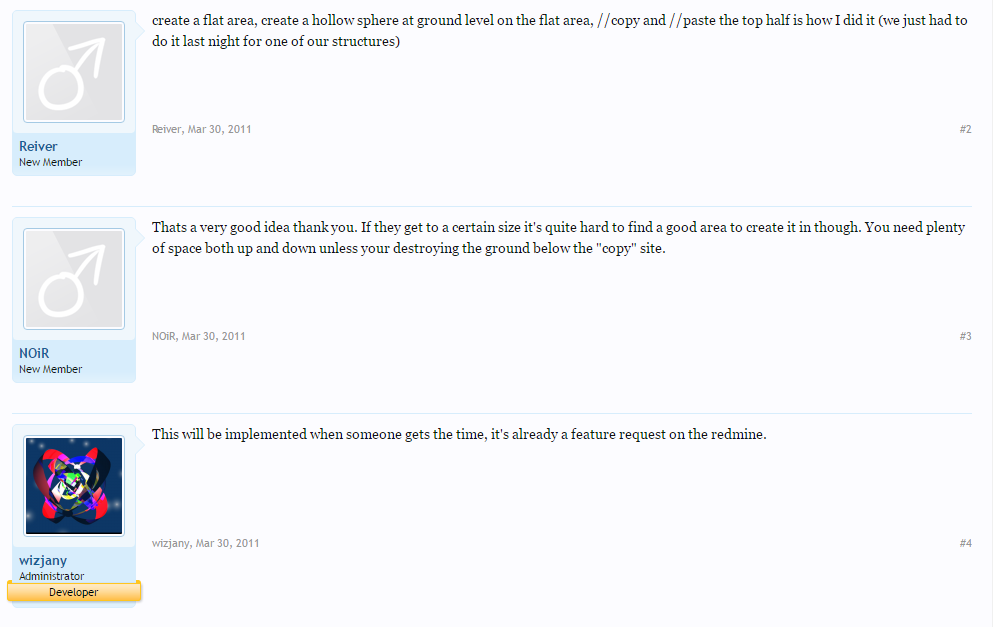 create a flat area, create a hollow sphere at ground level on the flat area, //copy and //paste the top half is how I did it (we just had to
do it last night for one of our structures)
Reiver, Mar 30, 2011
#2
Reiver
New Member
Thats a very good idea thank you. If they get to a certain size it's quite hard to find a good area to create it in though. You need plenty
of space both up and down unless your destroying the ground below the "copy" site.
NOiR, Mar 30, 2011
#3
NOiR
New Member
This will be implemented when someone gets the time, it's already a feature request on the redmine.
wizjany, Mar 30, 2011
#4
wizjany
Administrator
Developer